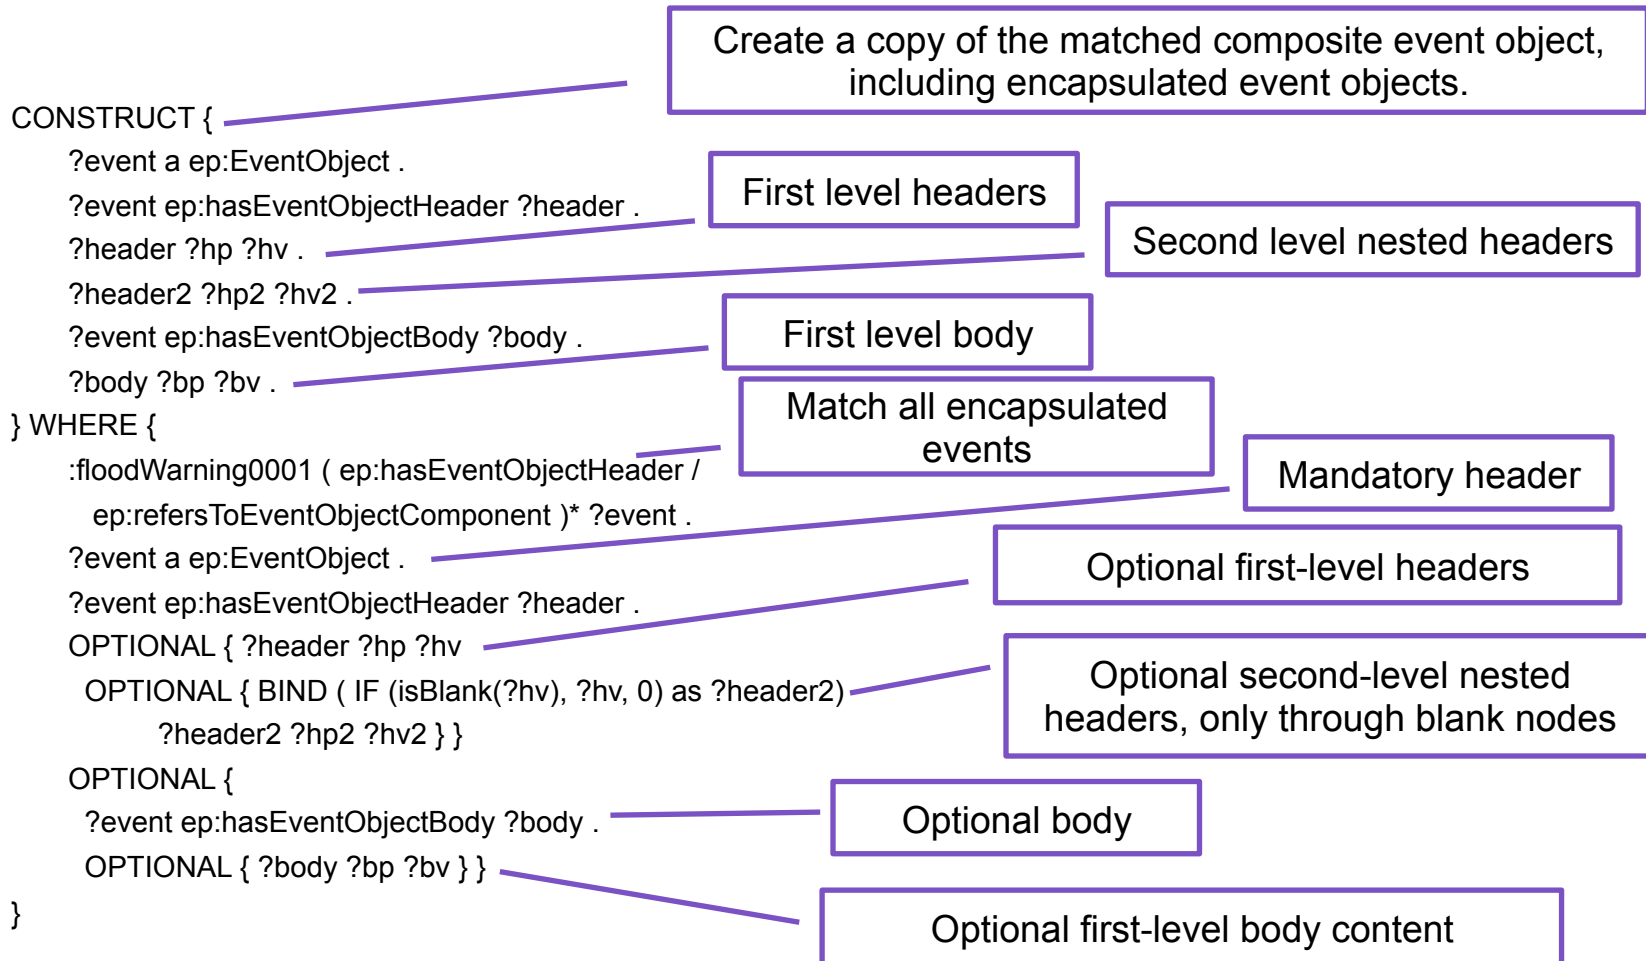 Create a copy of the matched composite event object,
including encapsulated event objects.
CONSTRUCT {
?event a ep:EventObject .
?event ep:hasEventObjectHeader ?header .
First level headers
?header ?hp ?hv .
Second level nested headers
?header2 ?hp2 ?hv2 .
?event ep:hasEventObjectBody ?body .
First level body
?body ?bp ?bv .
Match all encapsulated
events
} WHERE {
:floodWarning0001 ( ep:hasEventObjectHeader /
Mandatory header
ep:refersToEventObjectComponent )* ?event .
?event a ep:EventObject .
Optional first-level headers
?event ep:hasEventObjectHeader ?header .
OPTIONAL { ?header ?hp ?hv
Optional second-level nested
headers, only through blank nodes
OPTIONAL { BIND ( IF (isBlank(?hv), ?hv, 0) as ?header2)
?header2 ?hp2 ?hv2 } }
OPTIONAL {
?event ep:hasEventObjectBody ?body .
Optional body
OPTIONAL { ?body ?bp ?bv } }
}
Optional first-level body content